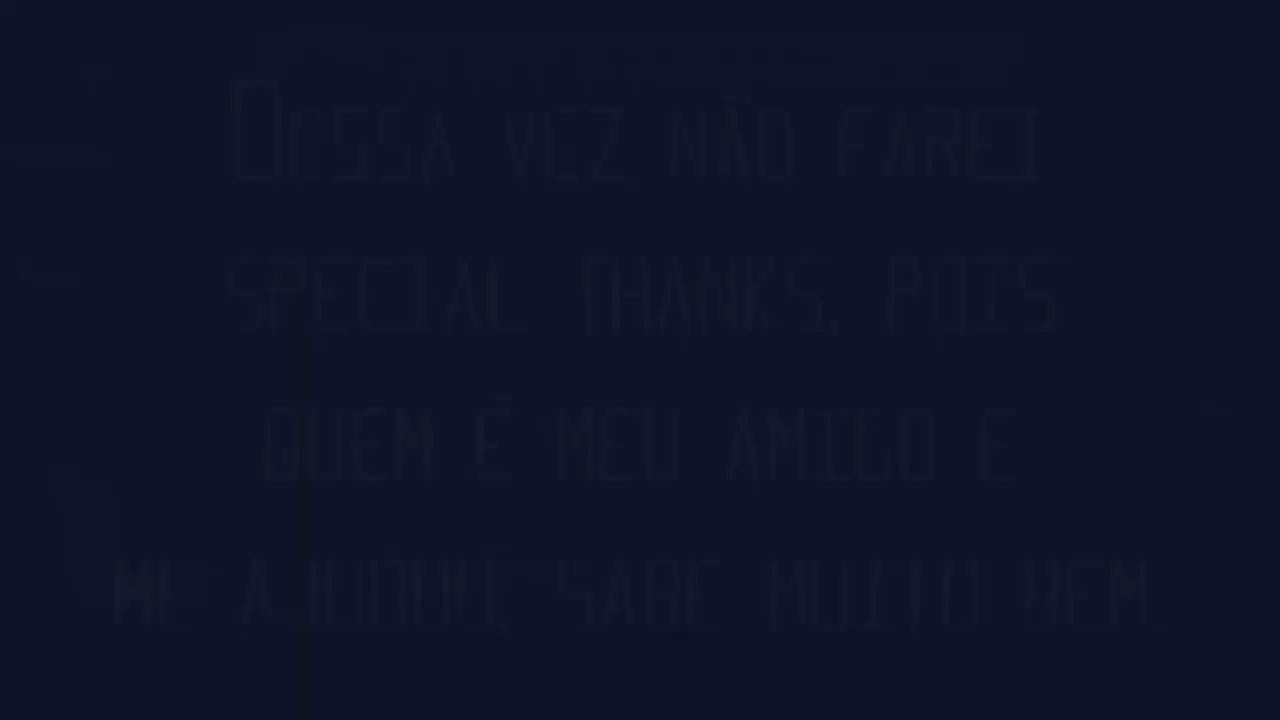 Dessa vez não farei
special thanks, pois
quem é meu amigo e
me ajudou, sabe muito bem